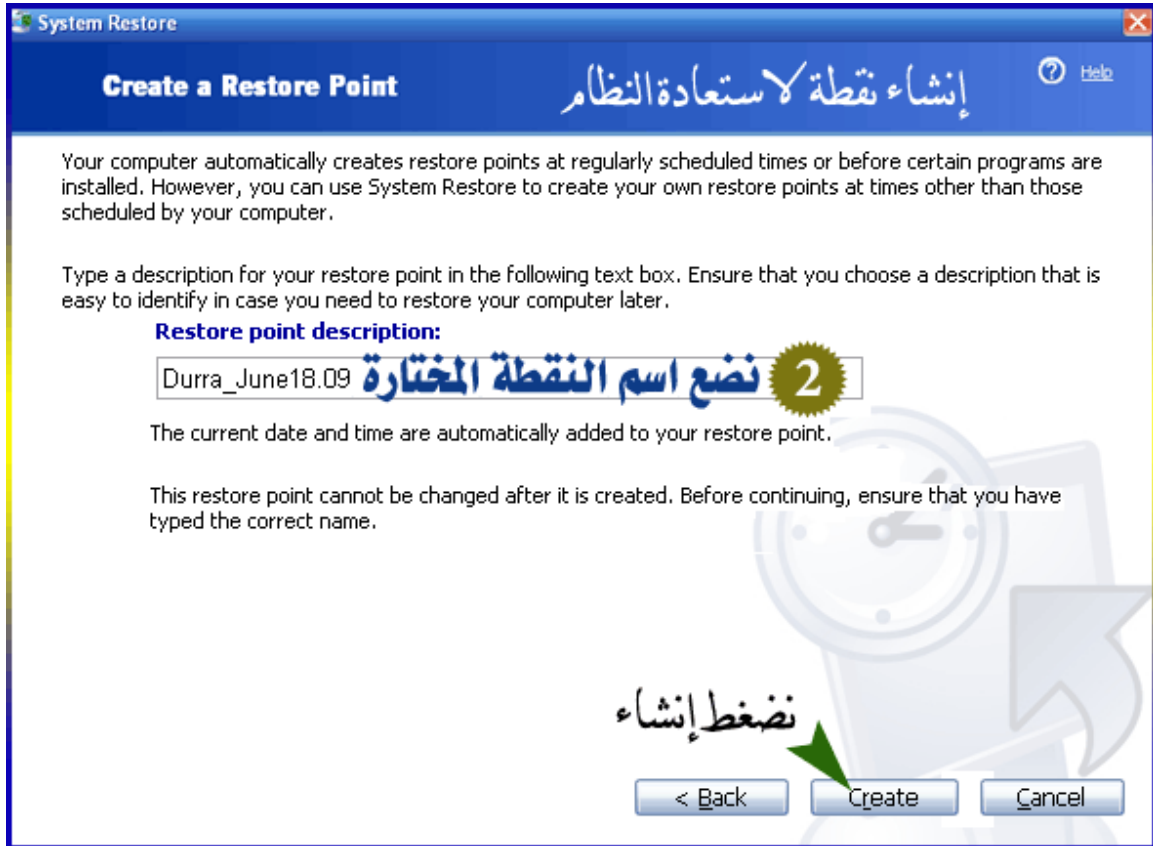 System Restore
Create a Restore Point
إنشاء نقطة لاستعادة النظام
Help
Your computer automatically creates restore points at regularly scheduled times or before certain programs are
installed. However, you can use System Restore to create your own restore points at times other than those
scheduled by your computer.
Type a description for your restore point in the following text box. Ensure that you choose a description that is
easy to identify in case you need to restore your computer later.
Restore point description:
Durra_June18.09
2 نضع اسم النقطة المختارة
The current date and time are automatically added to your restore point.
This restore point cannot be changed after it is created. Before continuing, ensure that you have
typed the correct name.
نضغط إنشاء
< Back
Create
Cancel